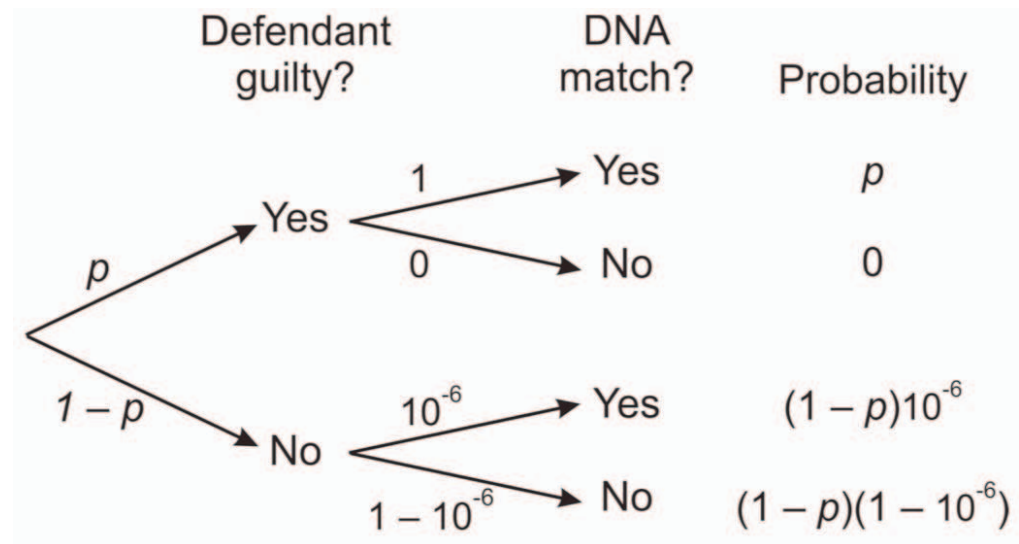 Defendant
guilty?
DNA
match?
Probability
1
Yes
p
Yes
0
No
0
p
1 – p
10⁻⁶
Yes
(1 – p)10⁻⁶
No
1 – 10⁻⁶
No
(1 – p)(1 – 10⁻⁶)